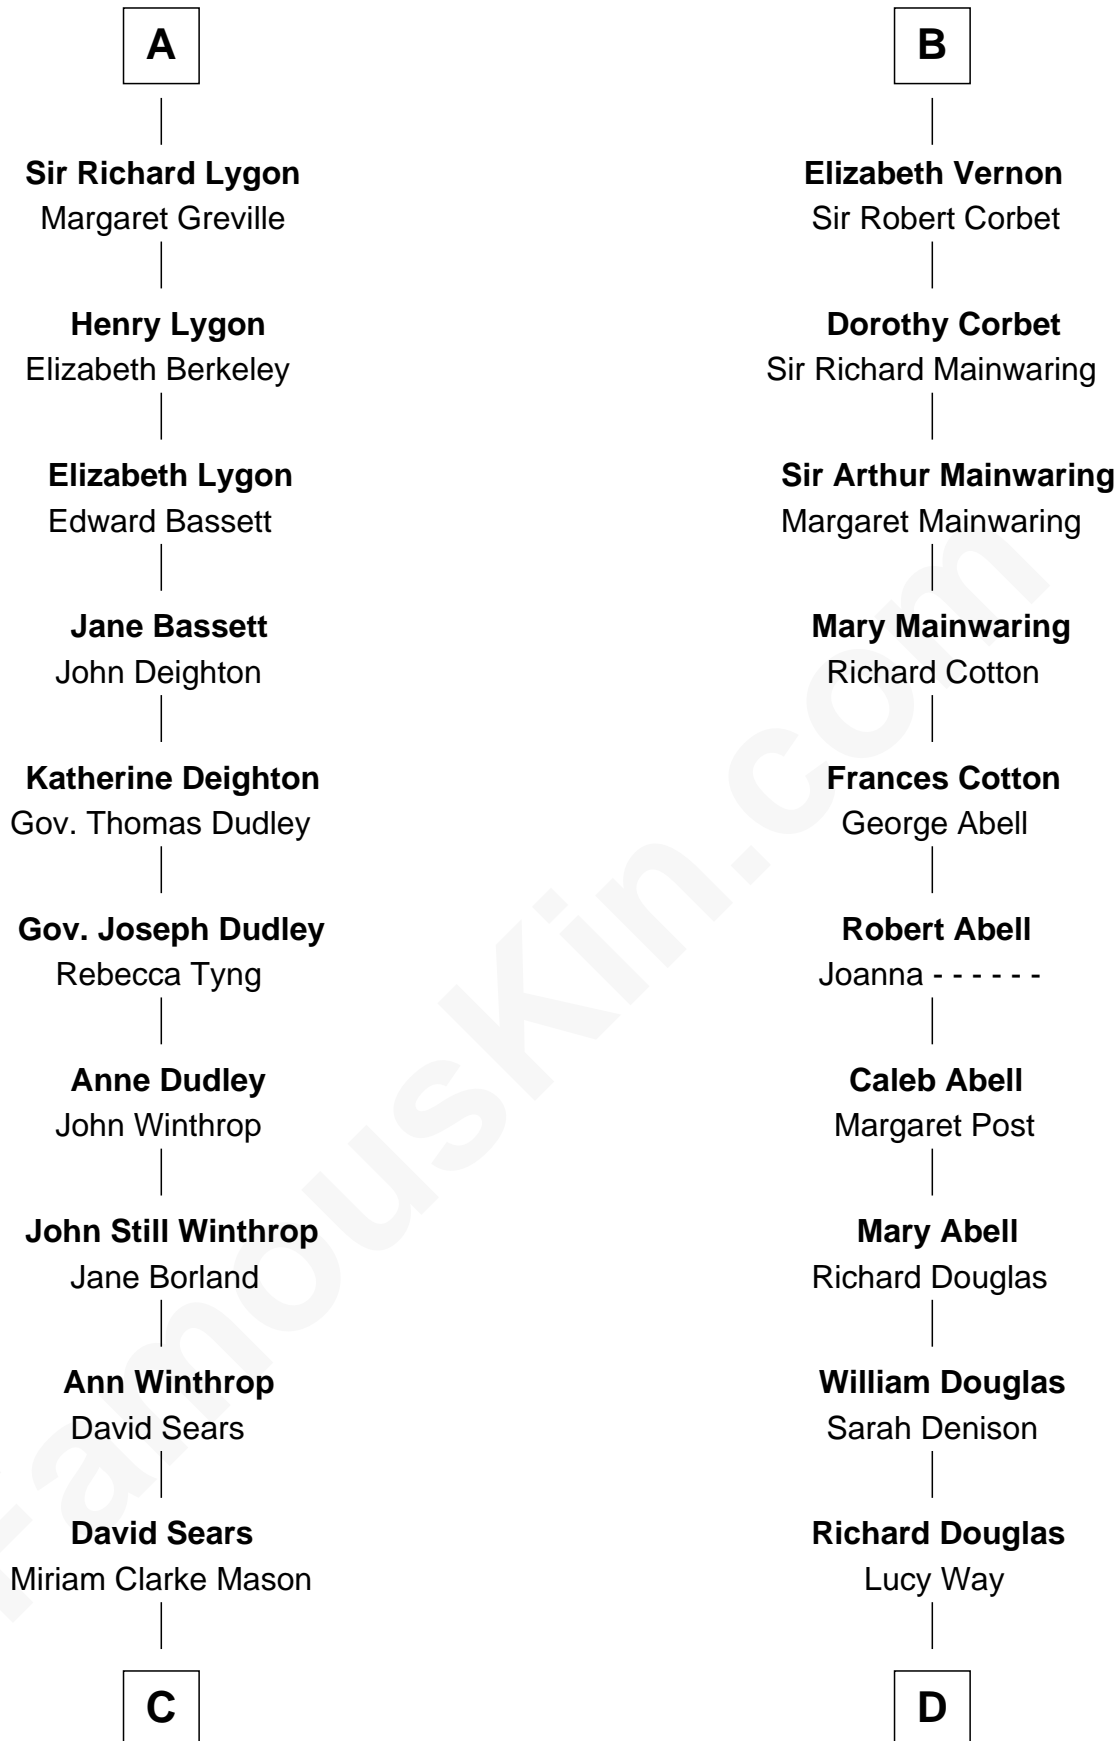 A
Sir Richard Lygon
Margaret Greville
Henry Lygon
Elizabeth Berkeley
Elizabeth Lygon
Edward Bassett
Jane Bassett
John Deighton
Katherine Deighton
Gov. Thomas Dudley
Gov. Joseph Dudley
Rebecca Tyng
Anne Dudley
John Winthrop
John Still Winthrop
Jane Borland
Ann Winthrop
David Sears
David Sears
Miriam Clarke Mason
C
B
Elizabeth Vernon
Sir Robert Corbet
Dorothy Corbet
Sir Richard Mainwaring
Sir Arthur Mainwaring
Margaret Mainwaring
Mary Mainwaring
Richard Cotton
Frances Cotton
George Abell
Robert Abell
Joanna - - - - - -
Caleb Abell
Margaret Post
Mary Abell
Richard Douglas
William Douglas
Sarah Denison
Richard Douglas
Lucy Way
D
FamousKin.com